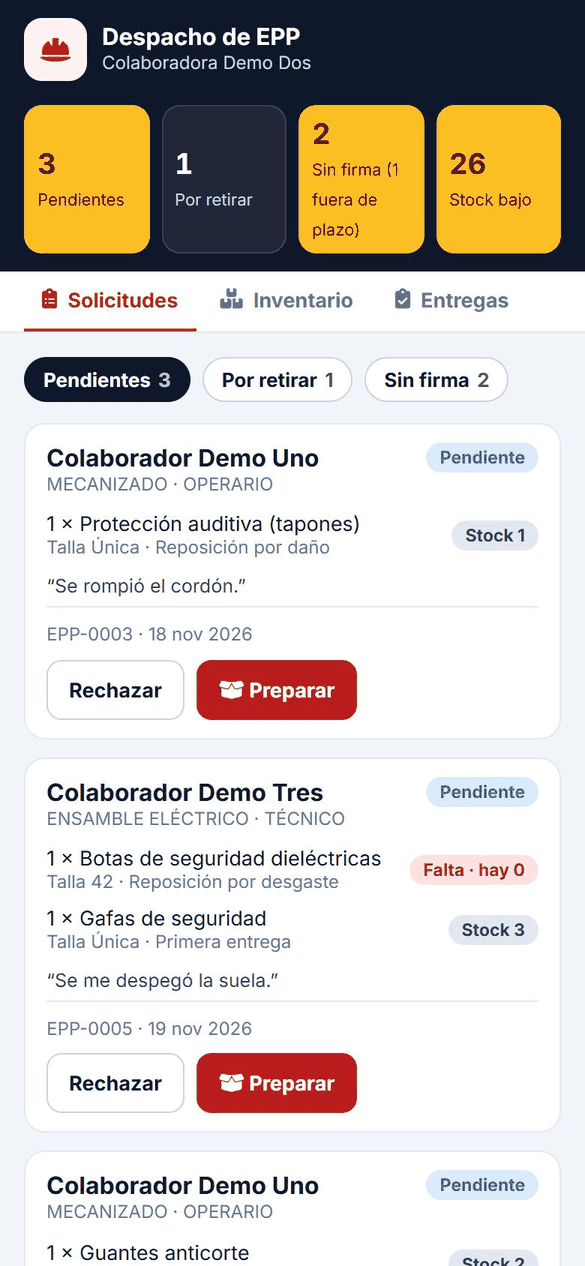 Despacho de EPP
Colaboradora Demo Dos
3
Pendientes
1
Por retirar
2
Sin firma (1
fuera de
plazo)
26
Stock bajo
Solicitudes
Inventario
Entregas
Pendientes 3
Por retirar 1
Sin firma 2
Colaborador Demo Uno
Pendiente
MECANIZADO · OPERARIO
1 × Protección auditiva (tapones)
Talla Única · Reposición por daño
Stock 1
“Se rompió el cordón.”
EPP-0003 · 18 nov 2026
Rechazar
Preparar
Colaborador Demo Tres
Pendiente
ENSAMBLE ELÉCTRICO · TÉCNICO
1 × Botas de seguridad dieléctricas
Talla 42 · Reposición por desgaste
Falta · hay 0
1 × Gafas de seguridad
Talla Única · Primera entrega
Stock 3
“Se me despegó la suela.”
EPP-0005 · 19 nov 2026
Rechazar
Preparar
Colaborador Demo Uno
Pendiente
MECANIZADO · OPERARIO
1 × Guantes anticorte
Stock 2